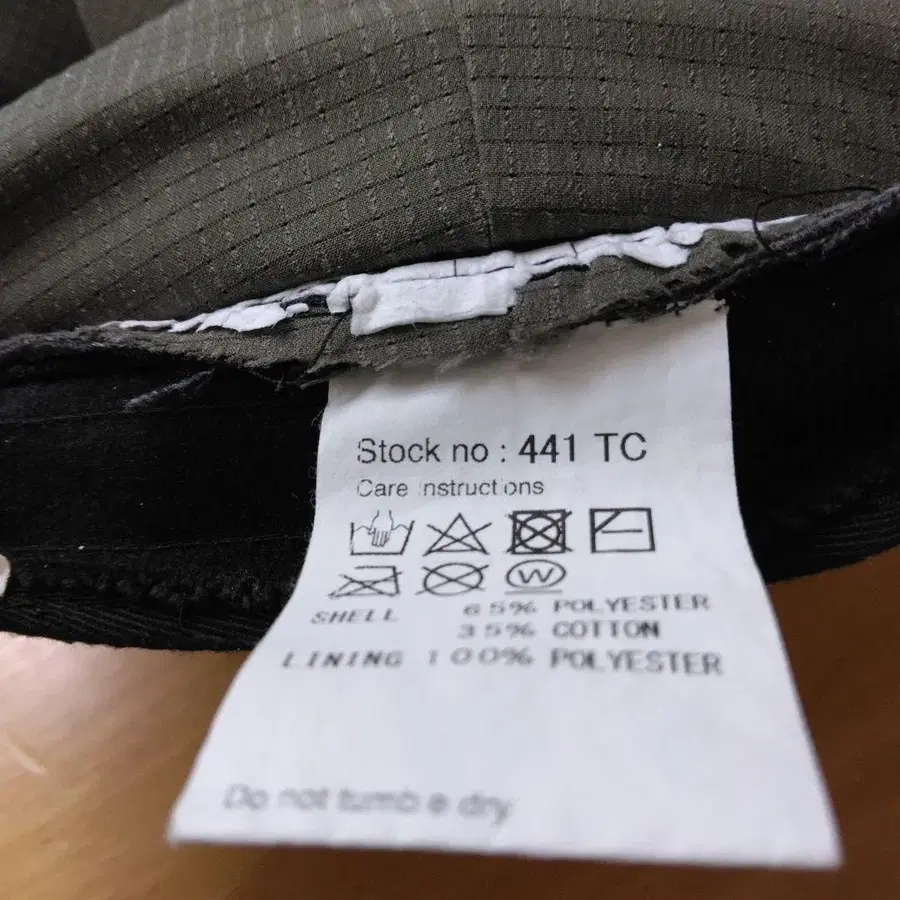 Stock no : 441 TC
Care Instructions
W
SHELL 65% POLYESTER
35% COTTON
LINING 100% POLYESTER
Do not tumble dry